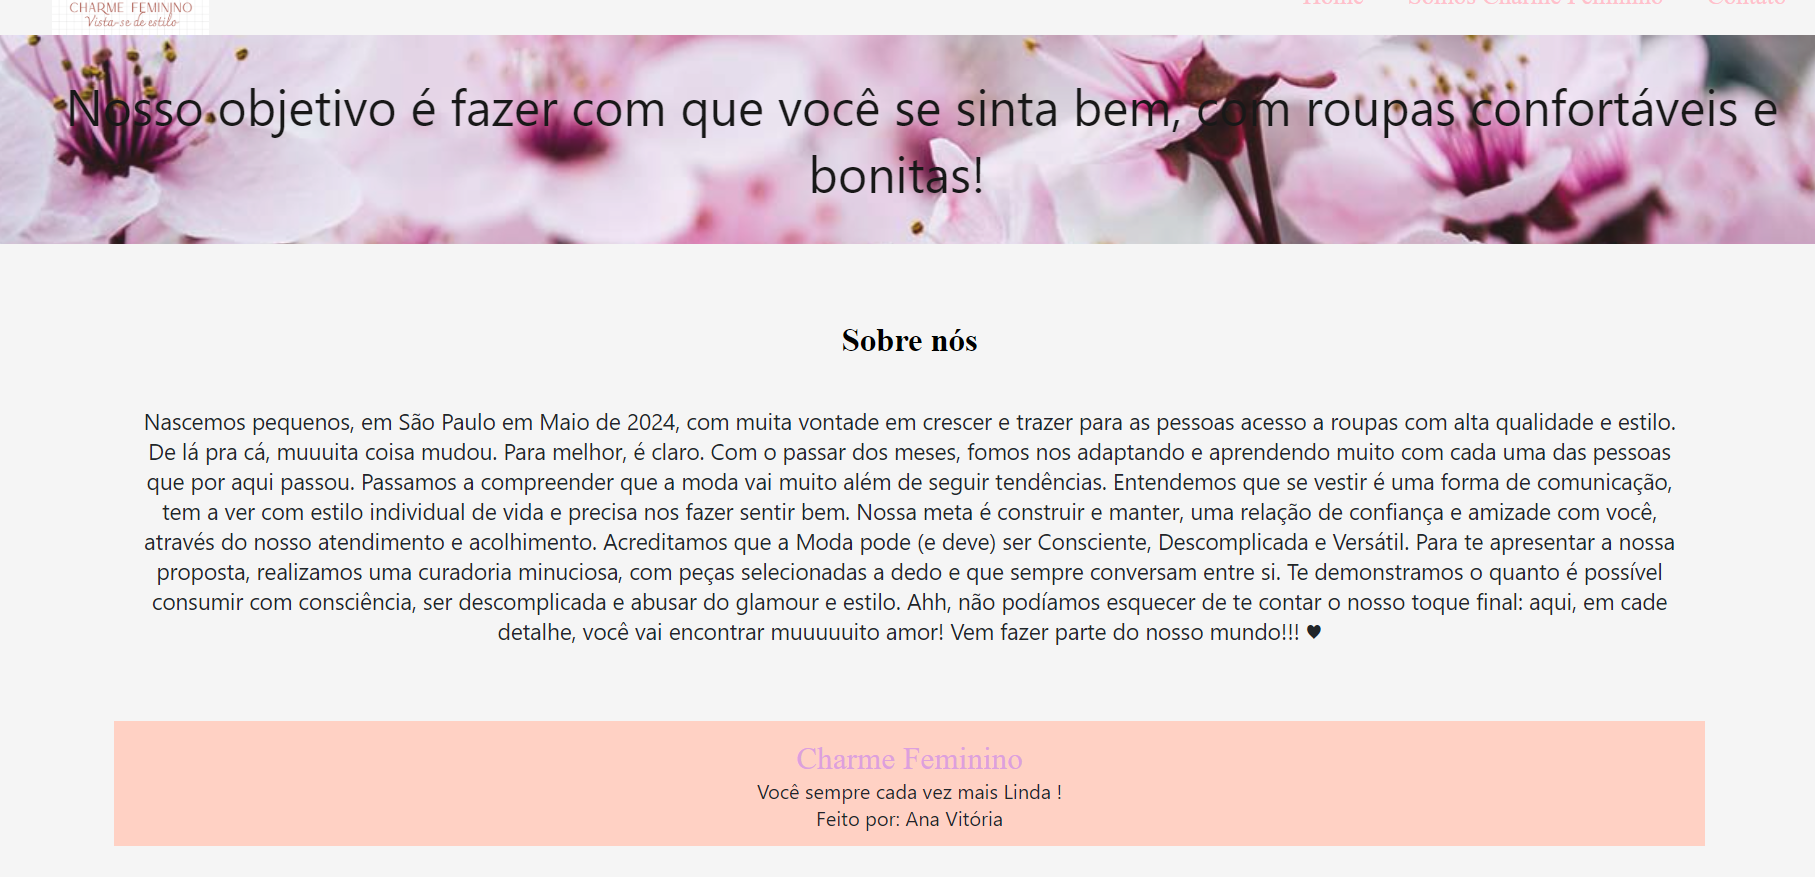 CHARME FEMININO
Vista-se de estilo
Home Somos Charme Feminino Contato
Nosso objetivo é fazer com que você se sinta bem, com roupas confortáveis e
bonitas!
Sobre nós
Nascemos pequenos, em São Paulo em Maio de 2024, com muita vontade em crescer e trazer para as pessoas acesso a roupas com alta qualidade e estilo.
De lá pra cá, muuuita coisa mudou. Para melhor, é claro. Com o passar dos meses, fomos nos adaptando e aprendendo muito com cada uma das pessoas
que por aqui passou. Passamos a compreender que a moda vai muito além de seguir tendências. Entendemos que se vestir é uma forma de comunicação,
tem a ver com estilo individual de vida e precisa nos fazer sentir bem. Nossa meta é construir e manter, uma relação de confiança e amizade com você,
através do nosso atendimento e acolhimento. Acreditamos que a Moda pode (e deve) ser Consciente, Descomplicada e Versátil. Para te apresentar a nossa
proposta, realizamos uma curadoria minuciosa, com peças selecionadas a dedo e que sempre conversam entre si. Te demonstramos o quanto é possível
consumir com consciência, ser descomplicada e abusar do glamour e estilo. Ahh, não podíamos esquecer de te contar o nosso toque final: aqui, em cade
detalhe, você vai encontrar muuuuuito amor! Vem fazer parte do nosso mundo!!! ♥
Charme Feminino
Você sempre cada vez mais Linda !
Feito por: Ana Vitória